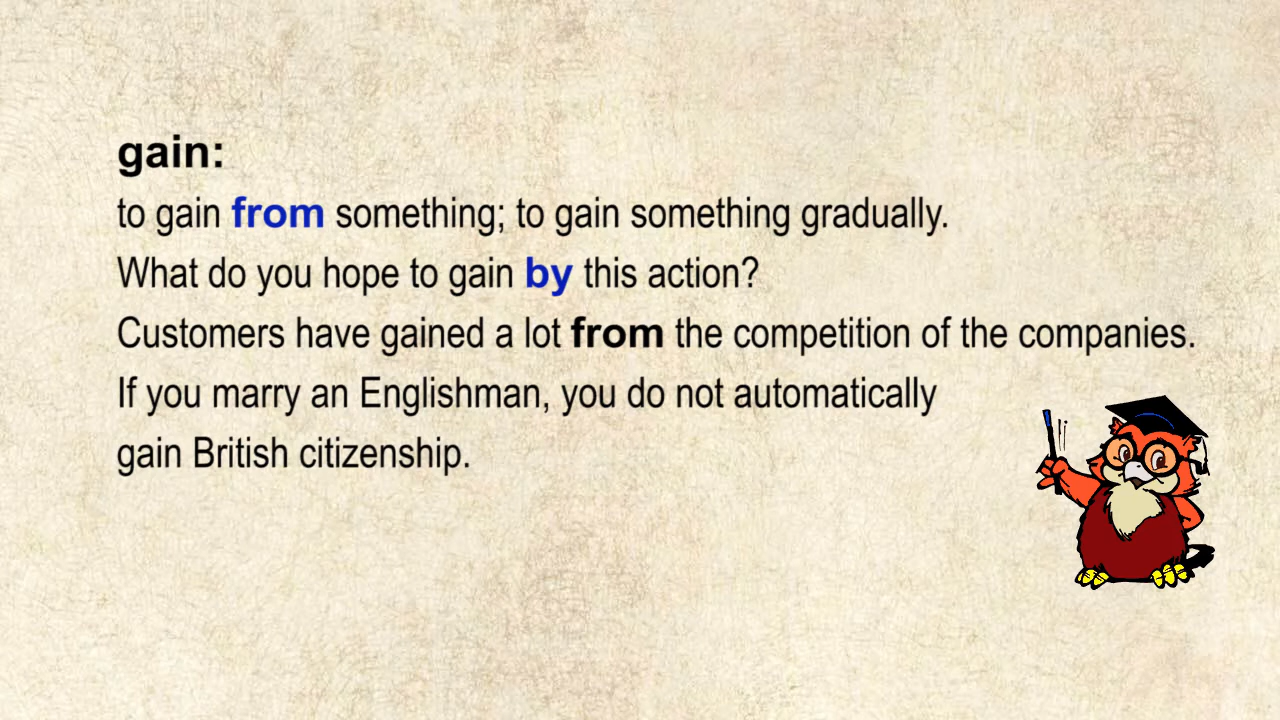 gain:
to gain from something; to gain something gradually.
What do you hope to gain by this action?
Customers have gained a lot from the competition of the companies.
If you marry an Englishman, you do not automatically
gain British citizenship.